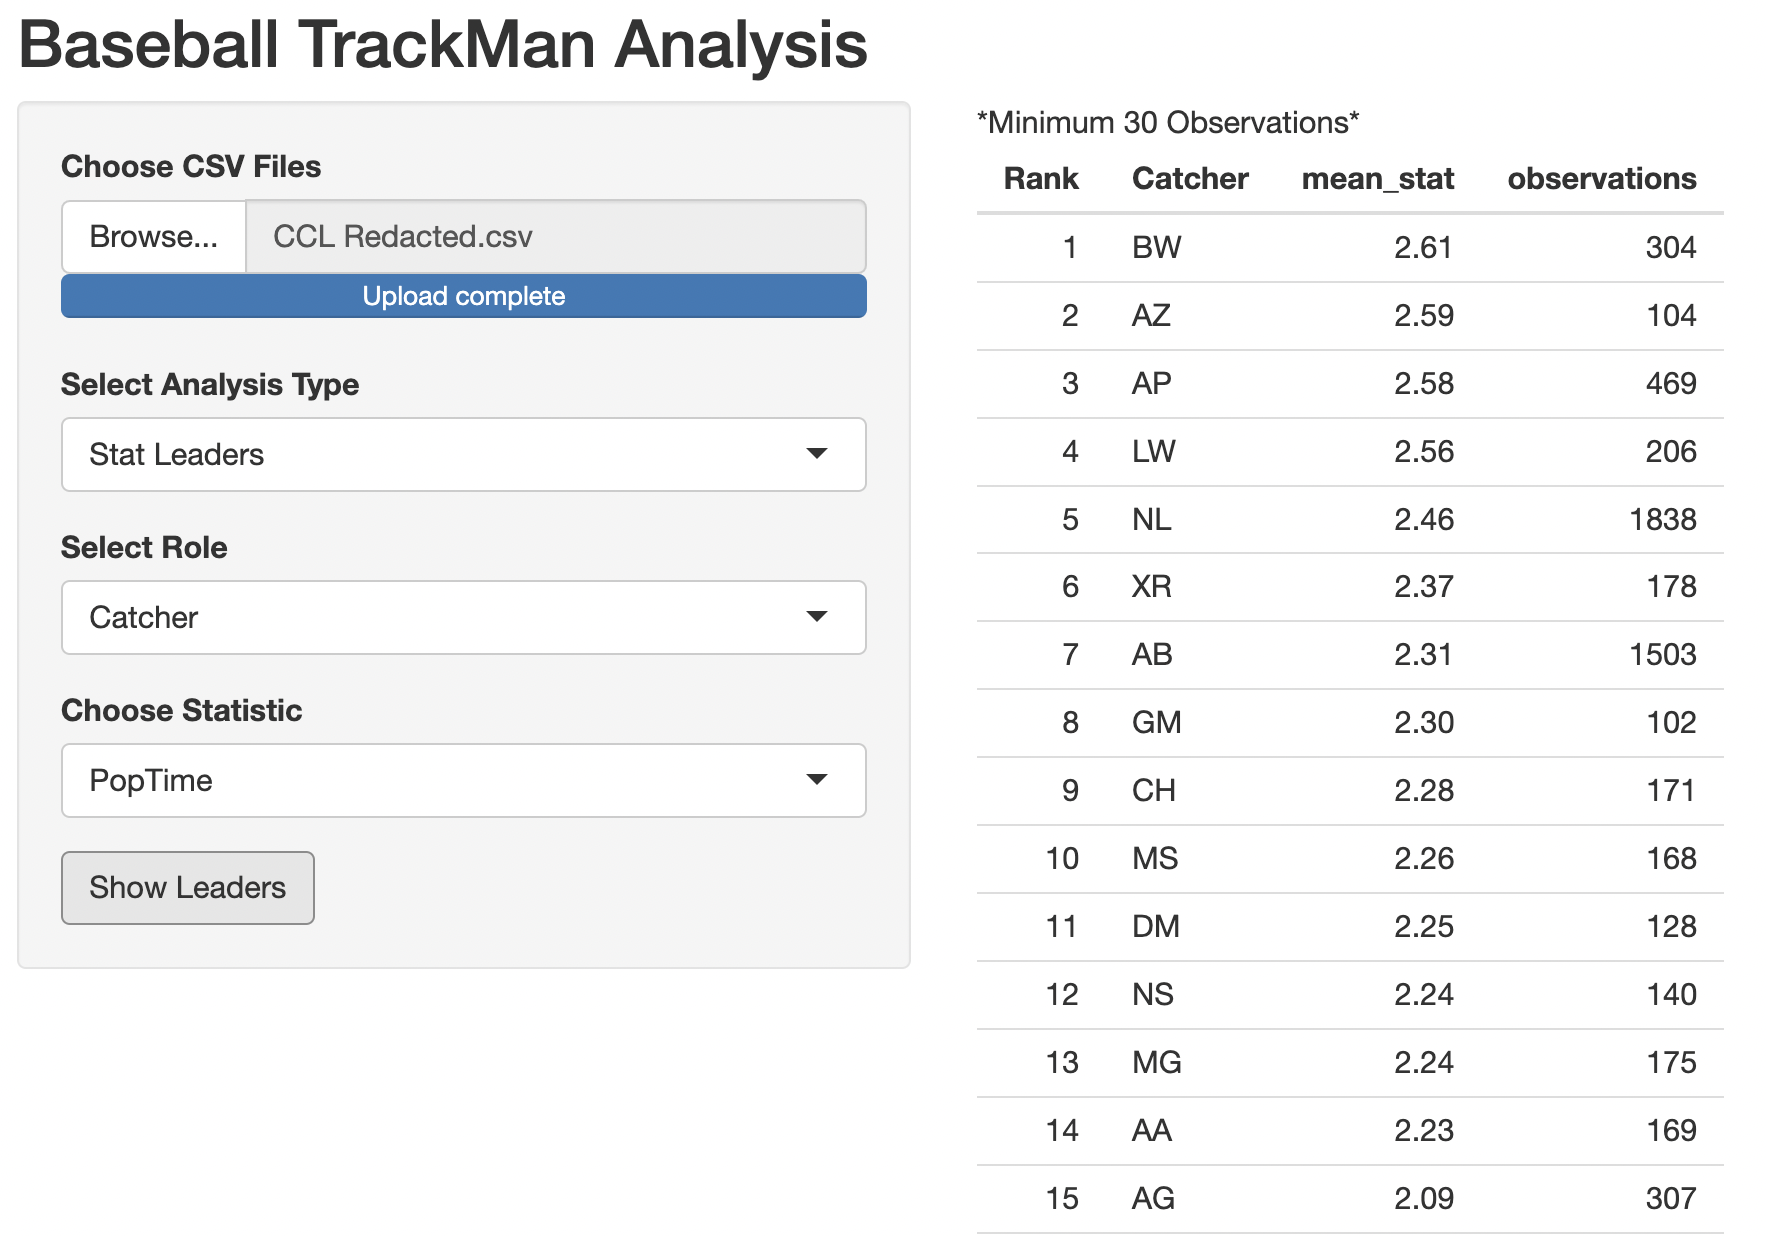 Baseball TrackMan Analysis
Choose CSV Files
Browse... CCL Redacted.csv
Upload complete
Select Analysis Type
Stat Leaders
Select Role
Catcher
Choose Statistic
PopTime
Show Leaders
*Minimum 30 Observations*
Rank Catcher mean_stat observations
1 BW 2.61 304
2 AZ 2.59 104
3 AP 2.58 469
4 LW 2.56 206
5 NL 2.46 1838
6 XR 2.37 178
7 AB 2.31 1503
8 GM 2.30 102
9 CH 2.28 171
10 MS 2.26 168
11 DM 2.25 128
12 NS 2.24 140
13 MG 2.24 175
14 AA 2.23 169
15 AG 2.09 307